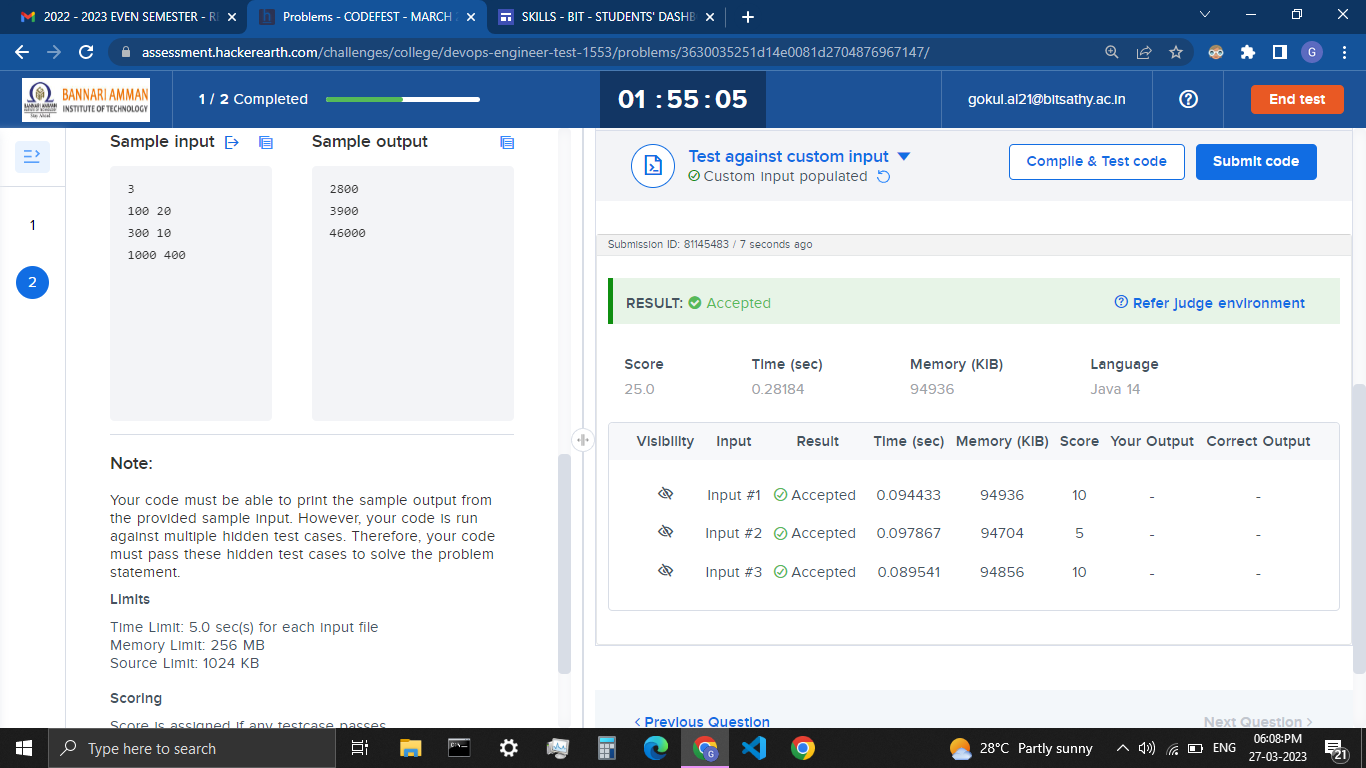 2022 - 2023 EVEN SEMESTER - RE
Problems - CODEFEST - MARCH 2
SKILLS - BIT - STUDENTS' DASHB
assessment.hackerearth.com/challenges/college/devops-engineer-test-1553/problems/3630035251d14e0081d2704876967147/
G
BANNARI AMMAN
INSTITUTE OF TECHNOLOGY
Stay Ahead
1 / 2 Completed
01 : 55 : 05
gokul.al21@bitsathy.ac.in
End test
1
2
Sample input
Sample output
3
100 20
300 10
1000 400
2800
3900
46000
Note:
Your code must be able to print the sample output from
the provided sample input. However, your code is run
against multiple hidden test cases. Therefore, your code
must pass these hidden test cases to solve the problem
statement.
Limits
Time Limit: 5.0 sec(s) for each input file
Memory Limit: 256 MB
Source Limit: 1024 KB
Scoring
Score is assigned if any testcase passes
Test against custom input
Custom input populated
Compile & Test code
Submit code
Submission ID: 81145483 / 7 seconds ago
RESULT: Accepted
Refer judge environment
Score Time (sec) Memory (KiB) Language
25.0 0.28184 94936 Java 14
Visibility Input Result Time (sec) Memory (KiB) Score Your Output Correct Output
Input #1 Accepted 0.094433 94936 10 - -
Input #2 Accepted 0.097867 94704 5 - -
Input #3 Accepted 0.089541 94856 10 - -
< Previous Question
Next Question >
Type here to search
28°C Partly sunny
ENG
06:08:PM
27-03-2023
21